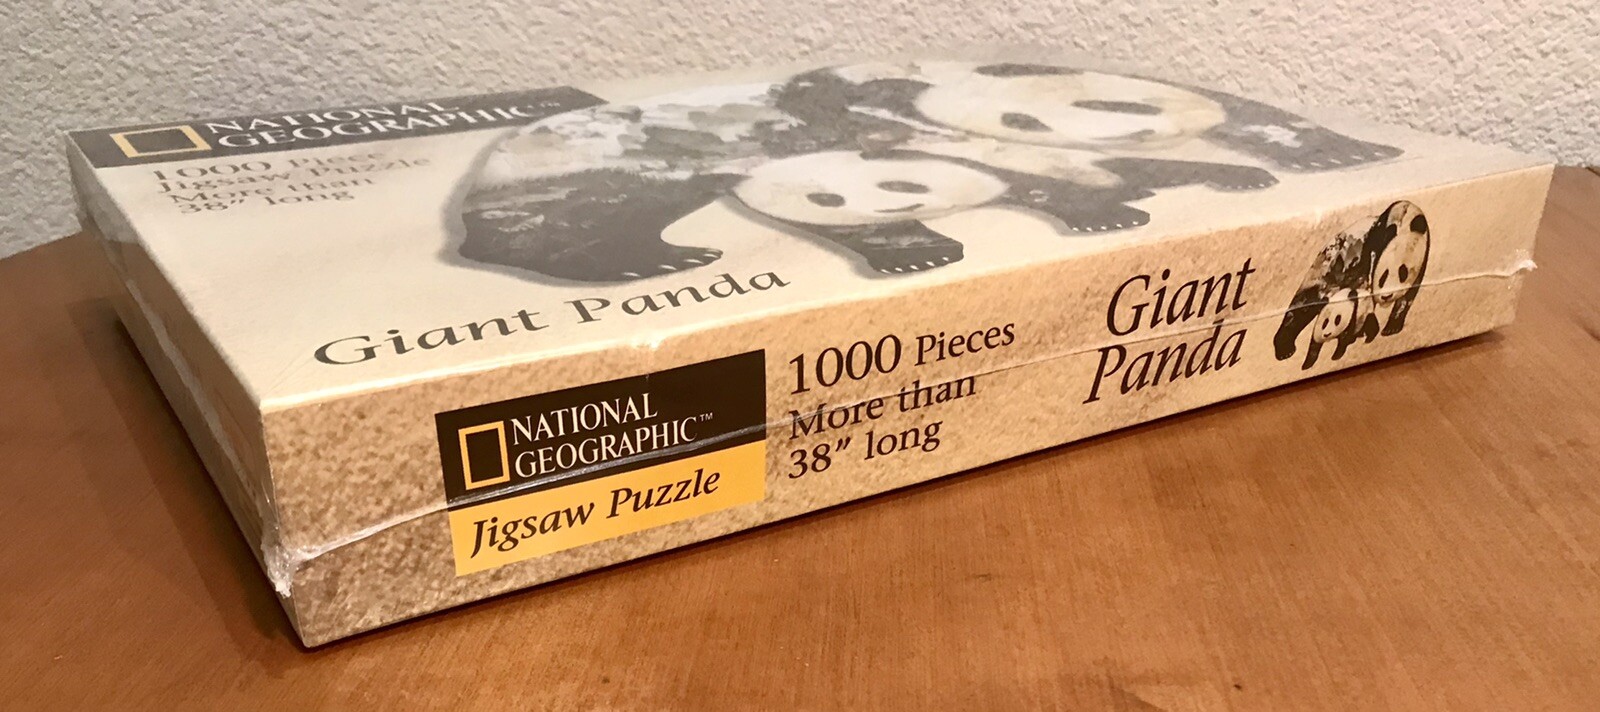 NATIONAL
GEOGRAPHIC™
1000 Piece
Jigsaw Puzzle
More than
38” long
Giant Panda
NATIONAL
GEOGRAPHIC™
Jigsaw Puzzle
1000 Pieces
More than
38” long
Giant
Panda